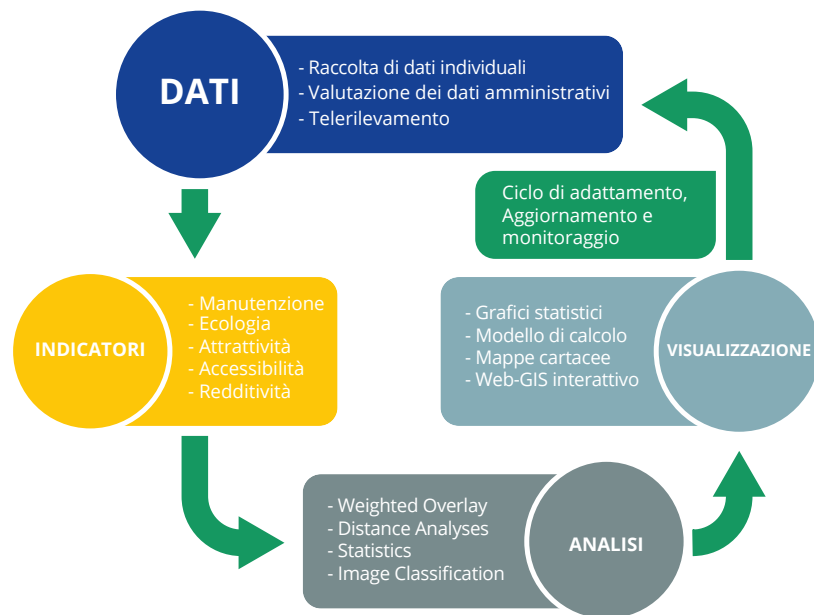 DATI
- Raccolta di dati individuali
- Valutazione dei dati amministrativi
- Telerilevamento
Ciclo di adattamento,
Aggiornamento e
monitoraggio
INDICATORI
- Manutenzione
- Ecologia
- Attrattività
- Accessibilità
- Redditività
- Grafici statistici
- Modello di calcolo
- Mappe cartacee
- Web-GIS interattivo
VISUALIZZAZIONE
- Weighted Overlay
- Distance Analyses
- Statistics
- Image Classification
ANALISI